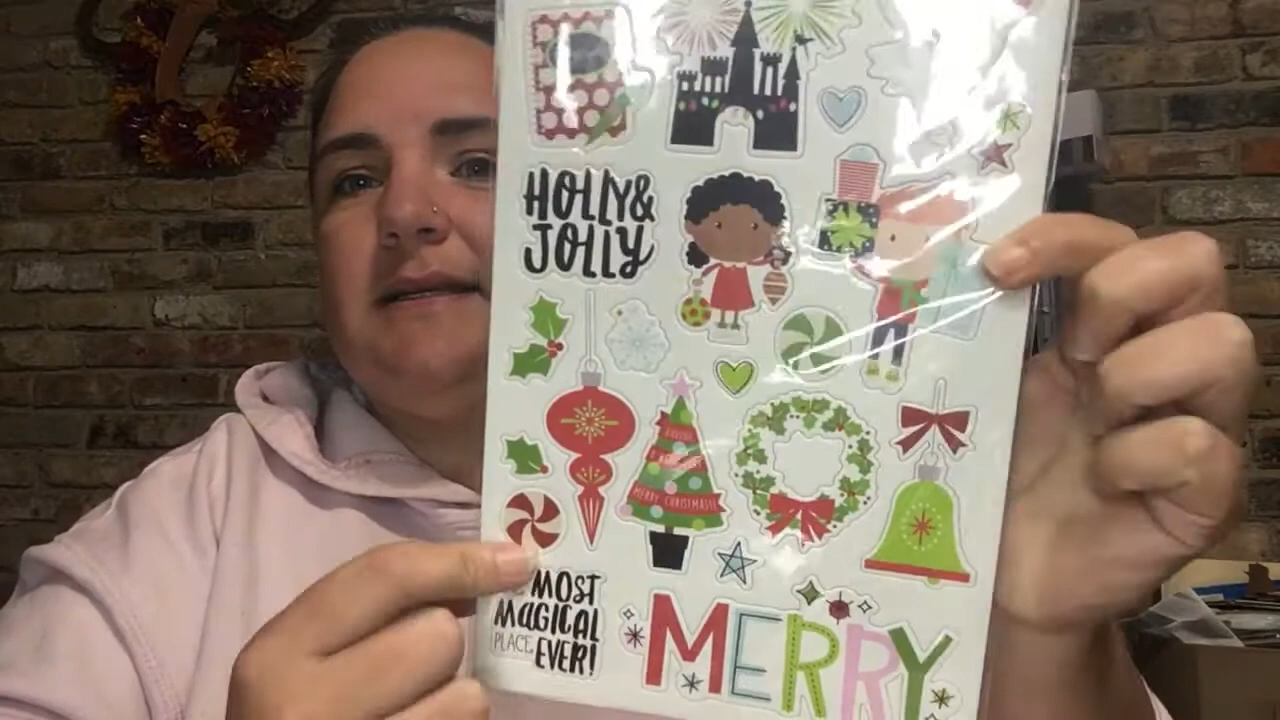 HOLLY &
JOLLY
MERRY CHRISTMAS
MOST
MAGICAL
PLACE EVER!
MERRY